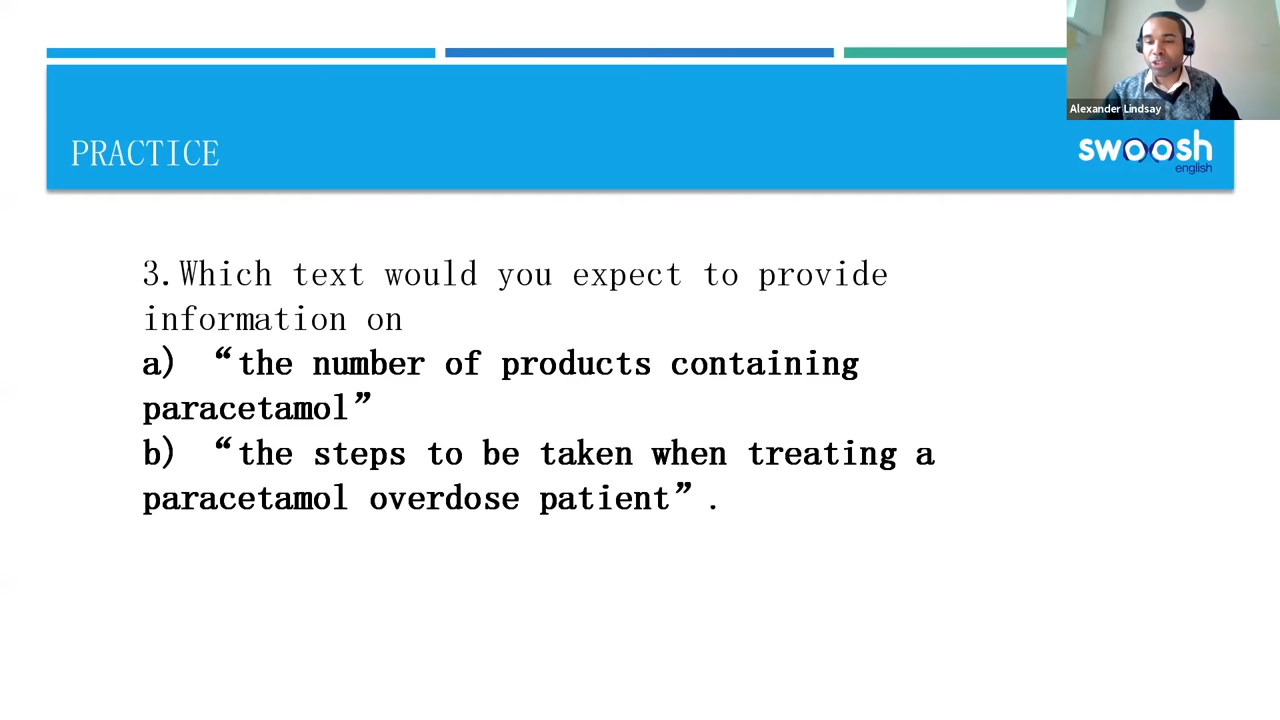 Alexander Lindsay
PRACTICE
swoosh
english
3.Which text would you expect to provide
information on
a) “the number of products containing
paracetamol”
b) “the steps to be taken when treating a
paracetamol overdose patient”.